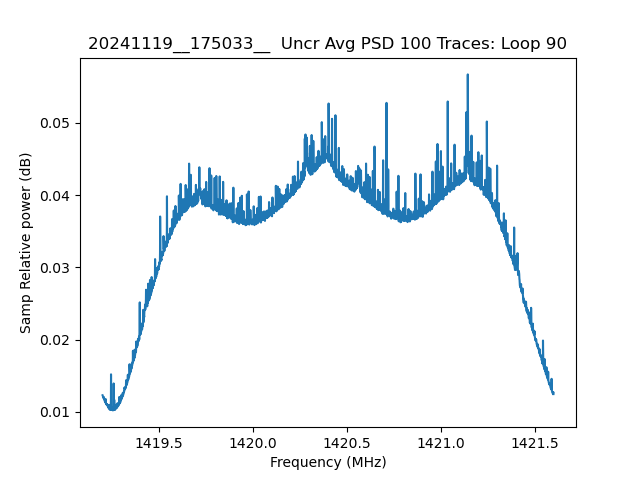 20241119__175033__  Uncr Avg PSD 100 Traces: Loop 90
Samp Relative power (dB)
0.05
0.04
0.03
0.02
0.01
1419.5 1420.0 1420.5 1421.0 1421.5
Frequency (MHz)